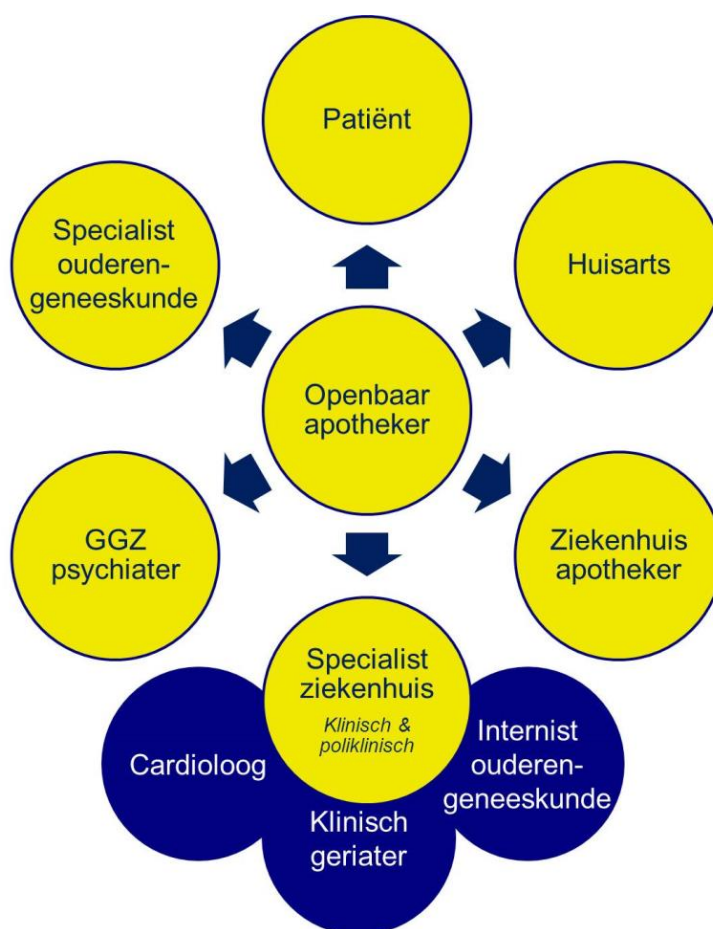 Patiënt
Specialist
ouderen-
geneeskunde
Huisarts
Openbaar
apotheker
GGZ
psychiater
Ziekenhuis
apotheker
Specialist
ziekenhuis
Klinisch &
poliklinisch
Cardioloog
Internist
ouderen-
geneeskunde
Klinisch
geriater